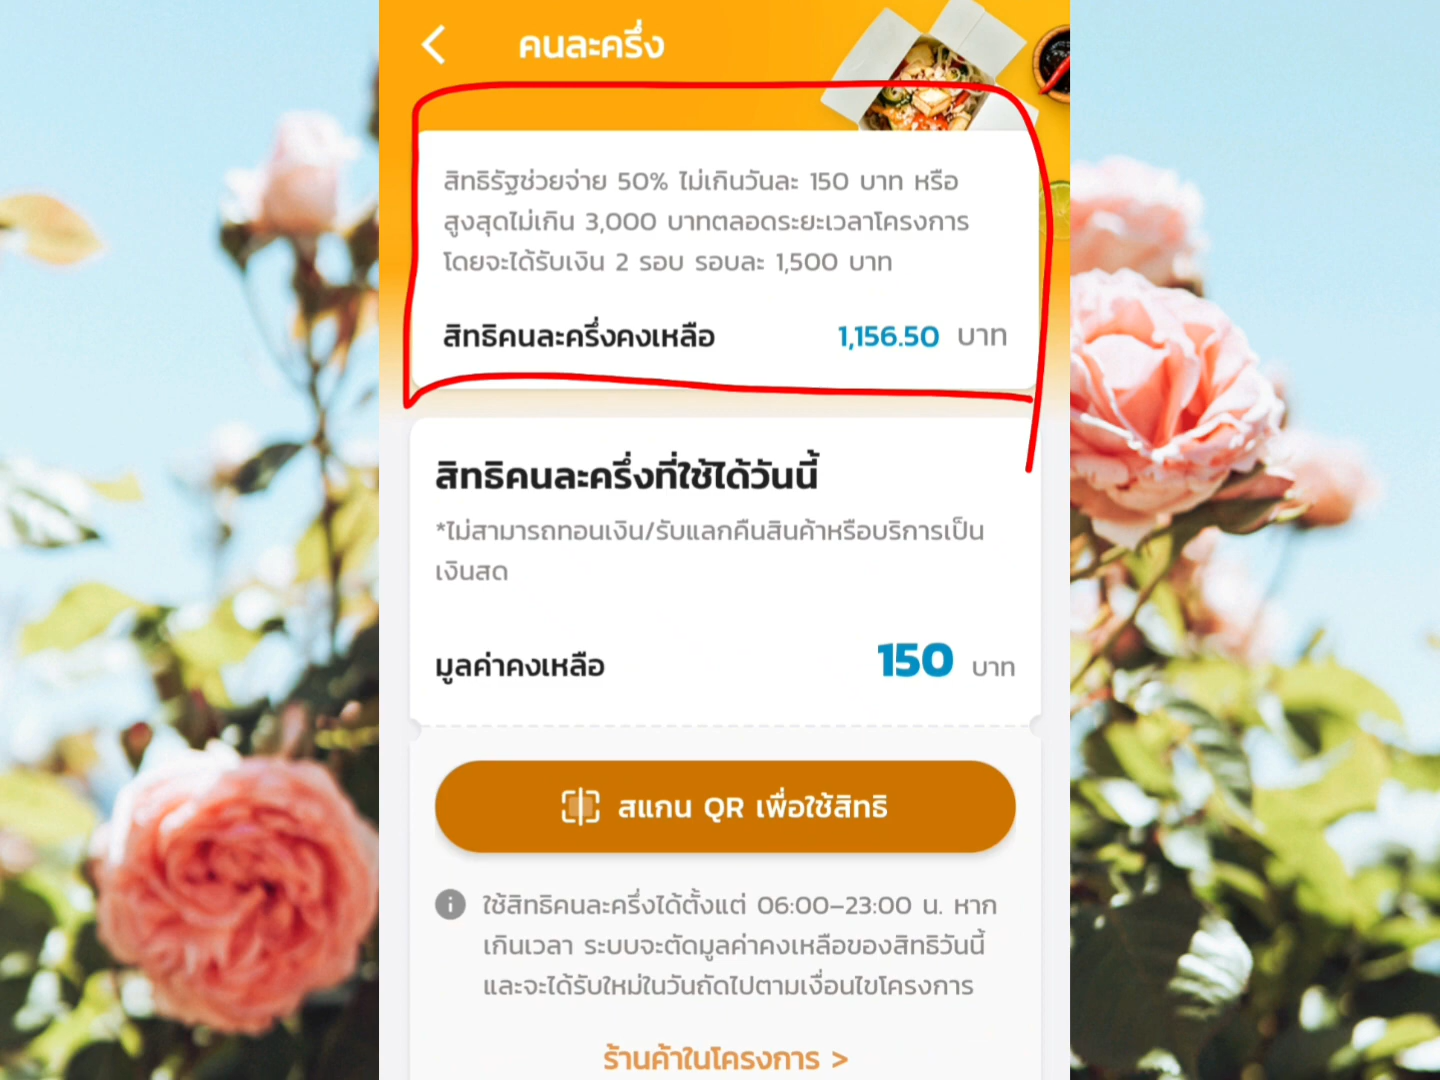 คนละครึ่ง
สิทธิรัฐช่วยจ่าย 50% ไม่เกินวันละ 150 บาท หรือ
สูงสุดไม่เกิน 3,000 บาทตลอดระยะเวลาโครงการ
โดยจะได้รับเงิน 2 รอบ รอบละ 1,500 บาท
สิทธิคนละครึ่งคงเหลือ 1,156.50 บาท
สิทธิคนละครึ่งที่ใช้ได้วันนี้
*ไม่สามารถทอนเงิน/รับแลกคืนสินค้าหรือบริการเป็น
เงินสด
มูลค่าคงเหลือ 150 บาท
สแกน QR เพื่อใช้สิทธิ
ใช้สิทธิคนละครึ่งได้ตั้งแต่ 06:00–23:00 น. หาก
เกินเวลา ระบบจะตัดมูลค่าคงเหลือของสิทธิวันนี้
และจะได้รับใหม่ในวันถัดไปตามเงื่อนไขโครงการ
ร้านค้าในโครงการ >